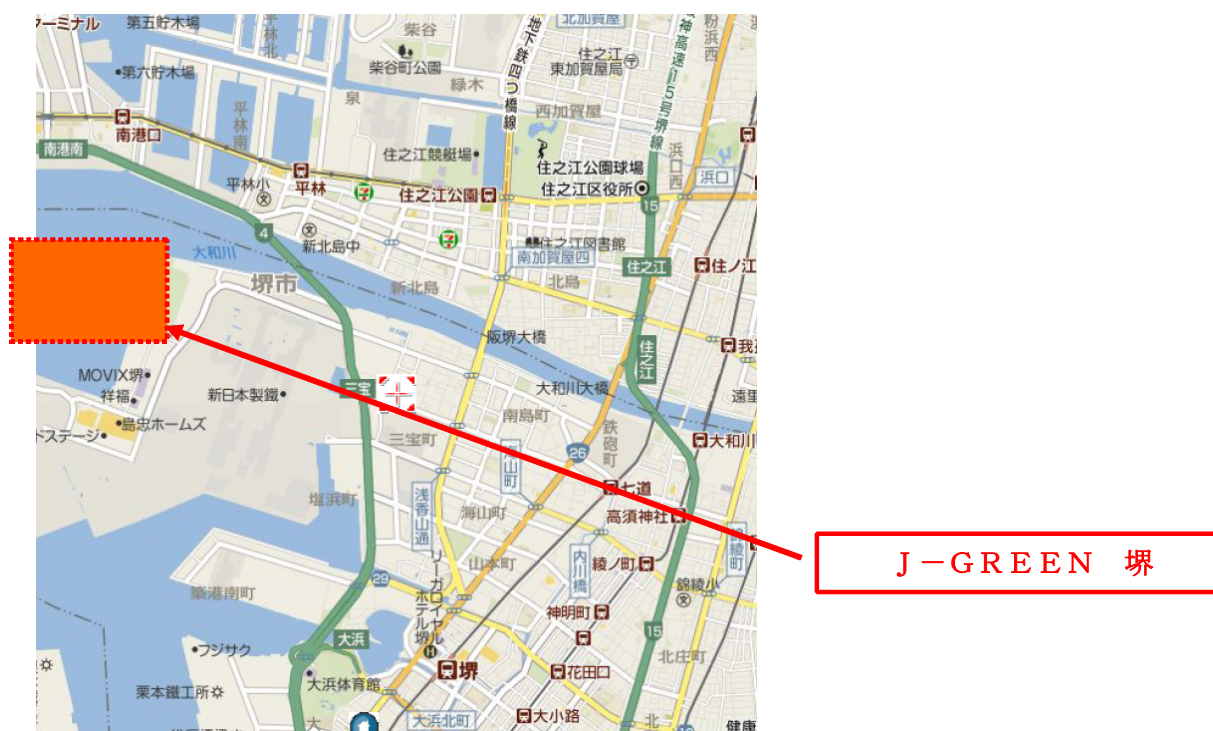 ターミナル
第五貯木場
平林北
柴谷
北加賀屋
粉浜西
地下鉄四つ橋線
阪神高速15号堺線
柴谷町公園
住之江
東加賀屋局
第六貯木場
緑木
泉
西加賀屋
平林南
南港口
南港南
住之江競艇場
住之江公園球場
浜口西
浜口
平林小
平林
住之江公園
住之江区役所
15
4
新北島中
住之江図書館
大和川
南加賀屋四
住之江
住ノ江
堺市
新北島
北島
阪堺大橋
住之江
MOVIX堺
祥福
新日本製鐵
三宝
大和川大橋
遠里
島忠ホームズ
ドステージ
南島町
鉄砲町
三宝町
26
大和川
海山町
七道
塩浜町
浅香山通
海山町
高須神社
錦綾町
J－GREEN 堺
山本町
内川橋
綾ノ町
29
錦綾小
築港南町
リーガロイヤルホテル堺
神明町
大浜
15
フジサク
北庄町
堺
花田口
大浜体育館
栗本鐵工所
大浜北町
大小路
北
健康